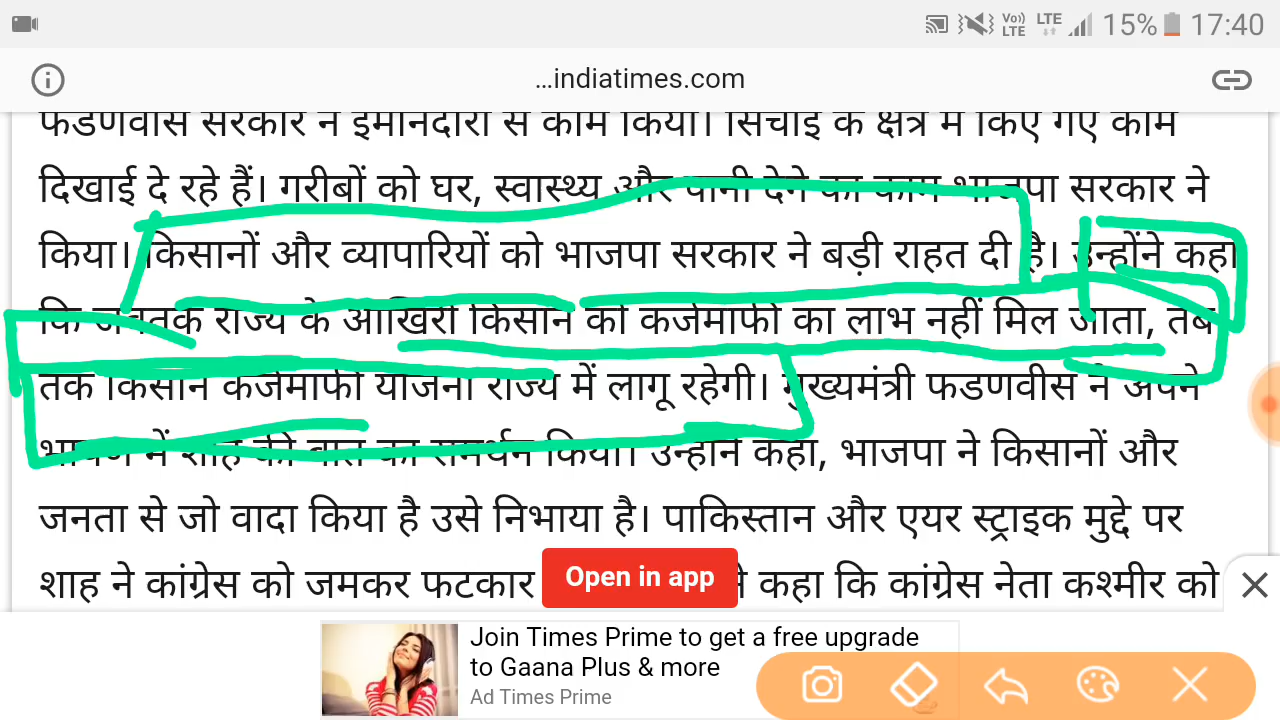 Vo))
LTE
LTE
15%
17:40
...indiatimes.com
फडणवीस सरकार ने ईमानदारी से काम किया। सिंचाई के क्षेत्र में किए गए काम
दिखाई दे रहे हैं। गरीबों को घर, स्वास्थ्य और पानी देने का काम भाजपा सरकार ने
किया। किसानों और व्यापारियों को भाजपा सरकार ने बड़ी राहत दी है। उन्होंने कहा
कि जबतक राज्य के आखिरी किसान को कर्जमाफी का लाभ नहीं मिल जाता, तब
तक किसान कर्जमाफी योजना राज्य में लागू रहेगी। मुख्यमंत्री फडणवीस ने अपने
भाषण में शाह की बात का समर्थन किया। उन्होंने कहा, भाजपा ने किसानों और
जनता से जो वादा किया है उसे निभाया है। पाकिस्तान और एयर स्ट्राइक मुद्दे पर
शाह ने कांग्रेस को जमकर फटकार कहा कि कांग्रेस नेता कश्मीर को
Open in app
Join Times Prime to get a free upgrade
to Gaana Plus & more
Ad Times Prime